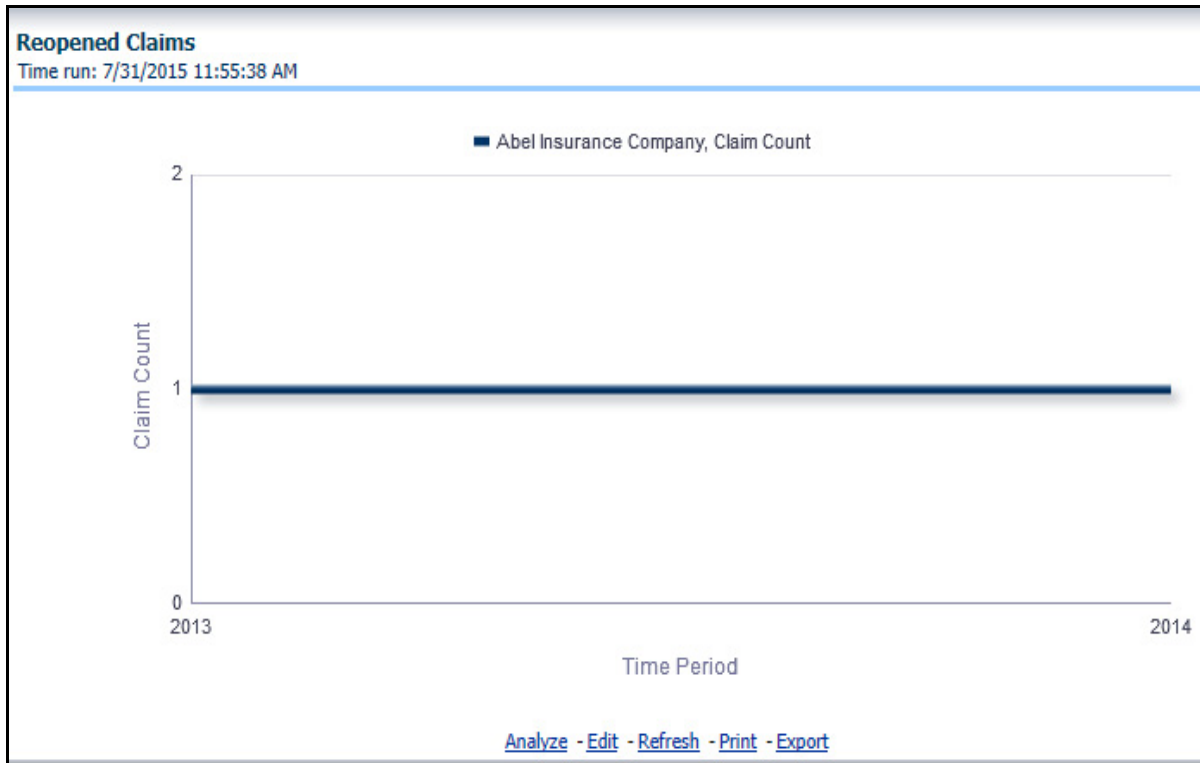 Reopened Claims
Time run: 7/31/2015 11:55:38 AM
Abel Insurance Company, Claim Count
2
1
0
Claim Count
2013
2014
Time Period
Analyze - Edit - Refresh - Print - Export